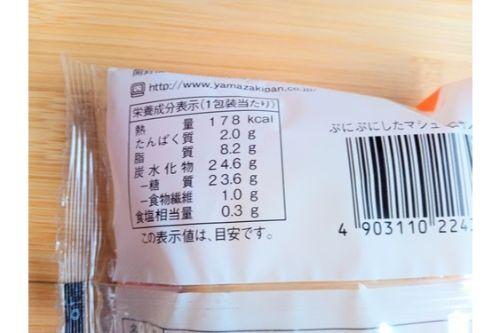 http://www.yamazakipan.co.jp/
栄養成分表示(1包装当たり)
熱量 178 kcal
たんぱく質 2.0 g
脂質 8.2 g
炭水化物 24.6 g
－糖質 23.6 g
－食物繊維 1.0 g
食塩相当量 0.3 g
この表示値は、目安です。
ぷにぷにしたマシュ
4 903110 224